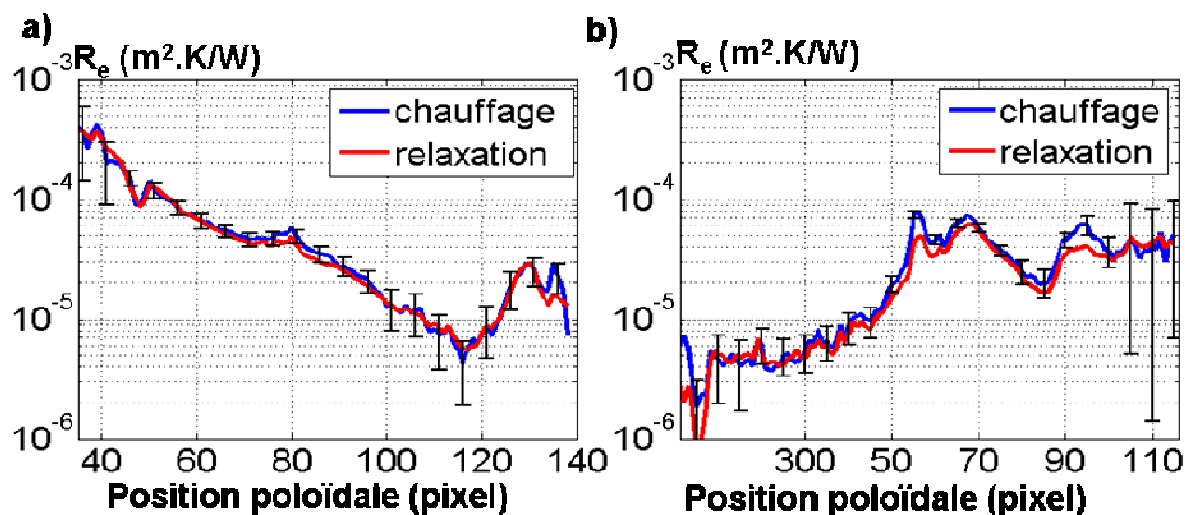 a)
R_e (m².K/W)
10⁻³
10⁻⁴
10⁻⁵
10⁻⁶
chauffage
relaxation
40 60 80 100 120 140
Position poloïdale (pixel)
b)
R_e (m².K/W)
10⁻³
10⁻⁴
10⁻⁵
10⁻⁶
chauffage
relaxation
300 50 70 90 110
Position poloïdale (pixel)